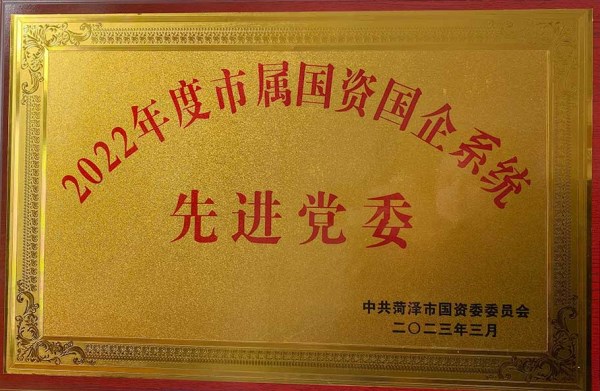 2022年度市属国资国企系统
先进党委
中共菏泽市国资委委员会
二〇二三年三月